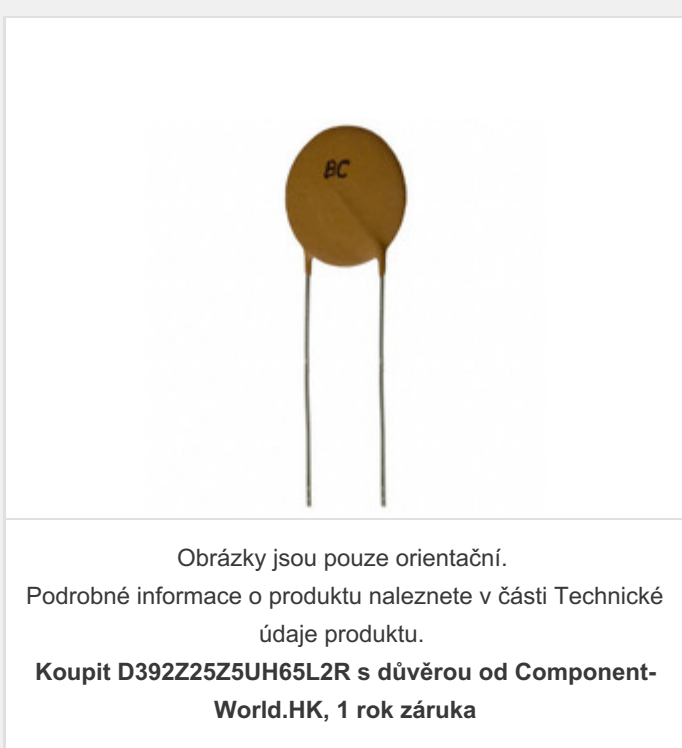 BC
Obrázky jsou pouze orientační.
Podrobné informace o produktu naleznete v části Technické
údaje produktu.
Koupit D392Z25Z5UH65L2R s důvěrou od Component-
World.HK, 1 rok záruka